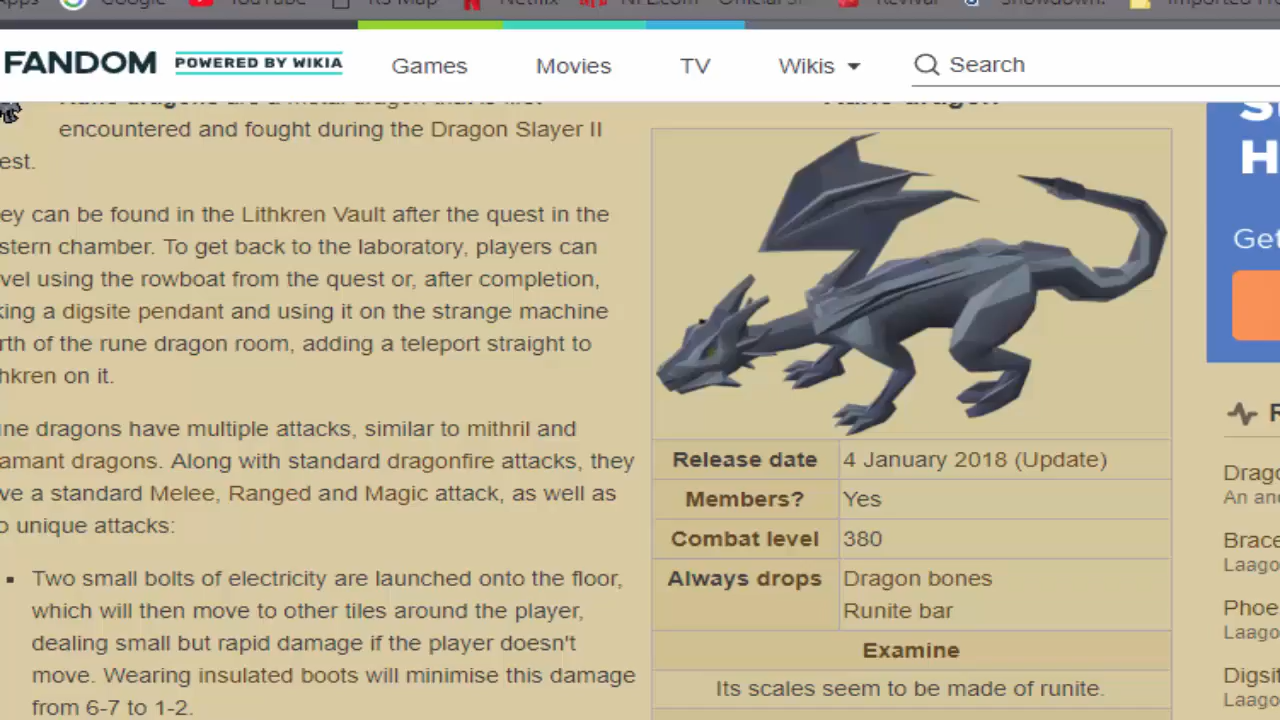 Google
YouTube
RS Map
Netflix
Revival
Showdown!
FANDOM
POWERED BY WIKIA
Games
Movies
TV
Wikis
Search
Rune dragons are a metal dragon that is first
encountered and fought during the Dragon Slayer II
est.
ey can be found in the Lithkren Vault after the quest in the
stern chamber. To get back to the laboratory, players can
vel using the rowboat from the quest or, after completion,
king a digsite pendant and using it on the strange machine
rth of the rune dragon room, adding a teleport straight to
hkren on it.
ne dragons have multiple attacks, similar to mithril and
amant dragons. Along with standard dragonfire attacks, they
ve a standard Melee, Ranged and Magic attack, as well as
o unique attacks:
▪ Two small bolts of electricity are launched onto the floor,
which will then move to other tiles around the player,
dealing small but rapid damage if the player doesn't
move. Wearing insulated boots will minimise this damage
from 6-7 to 1-2.
Rune dragon
Release date 4 January 2018 (Update)
Members? Yes
Combat level 380
Always drops Dragon bones
Runite bar
Examine
Its scales seem to be made of runite.
H
Get
R
Drago
An an
Brace
Laago
Phoe
Laago
Digsit
Laago